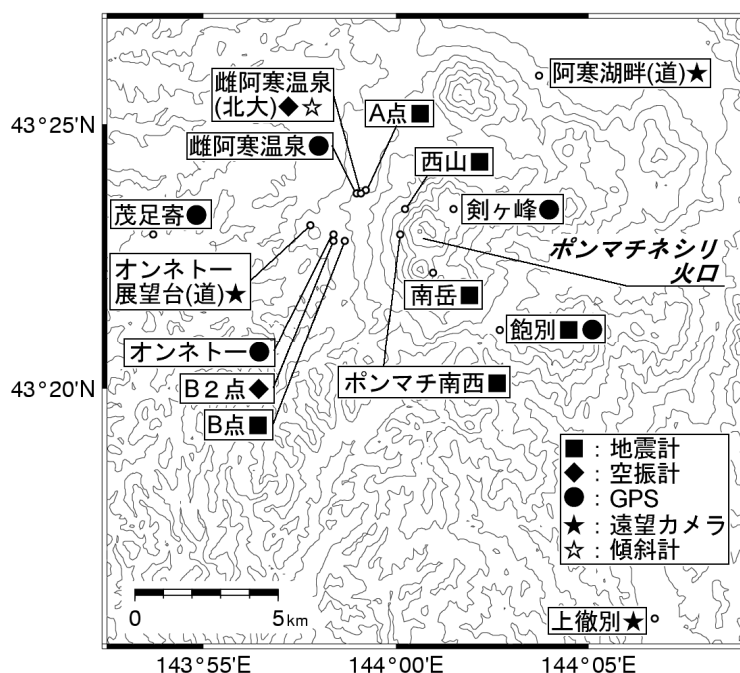 阿寒湖畔(道)★
雌阿寒温泉
(北大)◆☆
A点■
43°25'N
雌阿寒温泉●
西山■
茂足寄●
剣ヶ峰●
ポンマチネシリ
火口
オンネトー
展望台(道)★
南岳■
飽別■●
オンネトー●
43°20'N
B2点◆
ポンマチ南西■
B点■
■：地震計
◆：空振計
●：GPS
★：遠望カメラ
☆：傾斜計
0 5km
上徹別★
143°55'E 144°00'E 144°05'E